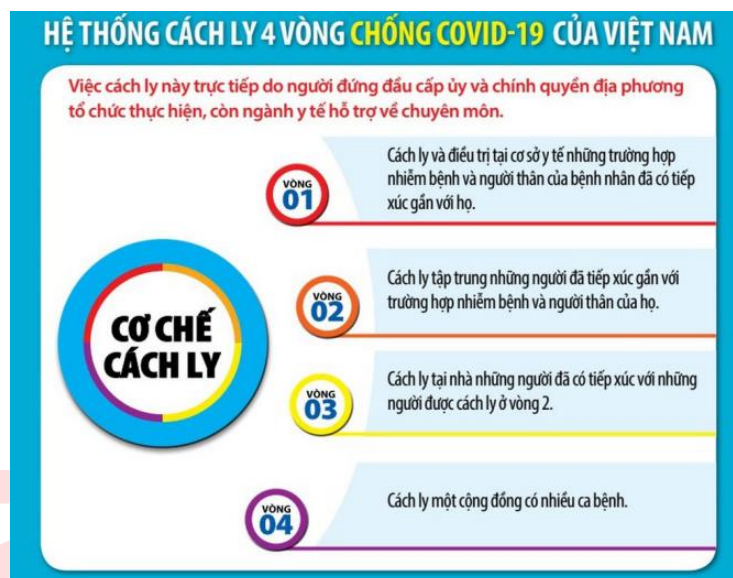 HỆ THỐNG CÁCH LY 4 VÒNG CHỐNG COVID-19 CỦA VIỆT NAM
Việc cách ly này trực tiếp do người đứng đầu cấp ủy và chính quyền địa phương
tổ chức thực hiện, còn ngành y tế hỗ trợ về chuyên môn.
CƠ CHẾ
CÁCH LY
VÒNG
01
Cách ly và điều trị tại cơ sở y tế những trường hợp
nhiễm bệnh và người thân của bệnh nhân đã có tiếp
xúc gần với họ.
VÒNG
02
Cách ly tập trung những người đã tiếp xúc gần với
trường hợp nhiễm bệnh và người thân của họ.
VÒNG
03
Cách ly tại nhà những người đã có tiếp xúc với những
người được cách ly ở vòng 2.
VÒNG
04
Cách ly một cộng đồng có nhiều ca bệnh.